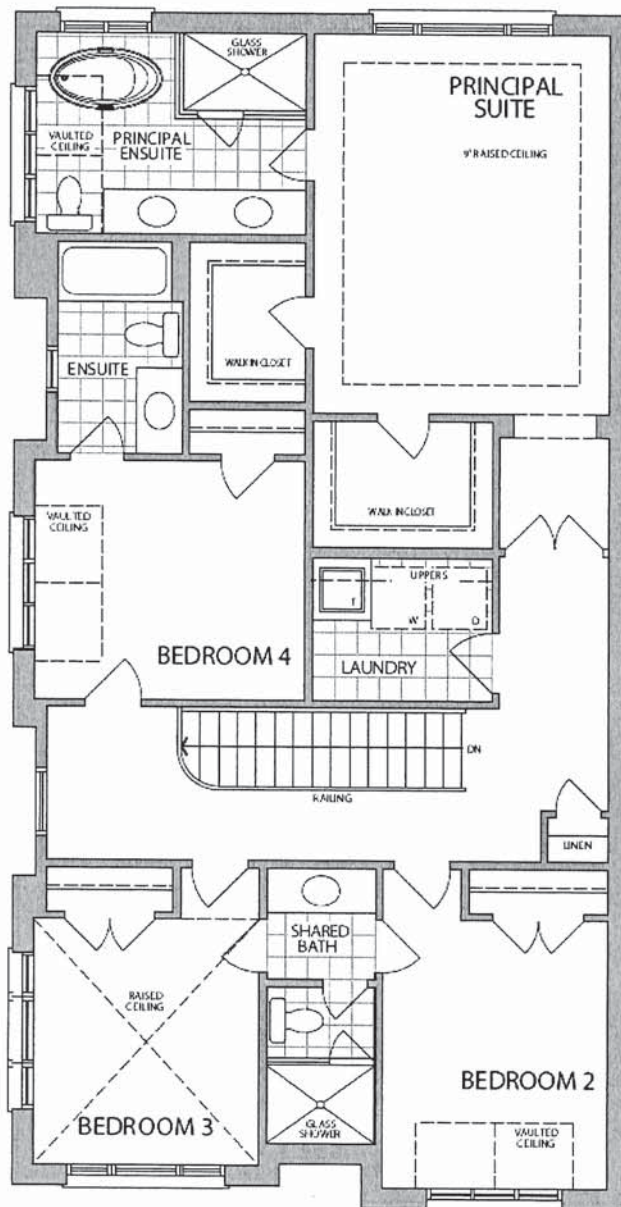 GLASS
SHOWER
PRINCIPAL
SUITE
9' RAISED CEILING
VAULTED
CEILING
PRINCIPAL
ENSUITE
WALK IN CLOSET
ENSUITE
WALK IN CLOSET
VAULTED
CEILING
UPPERS
T
W
D
BEDROOM 4
LAUNDRY
DN
RAILING
LINEN
SHARED
BATH
RAISED
CEILING
BEDROOM 2
BEDROOM 3
GLASS
SHOWER
VAULTED
CEILING